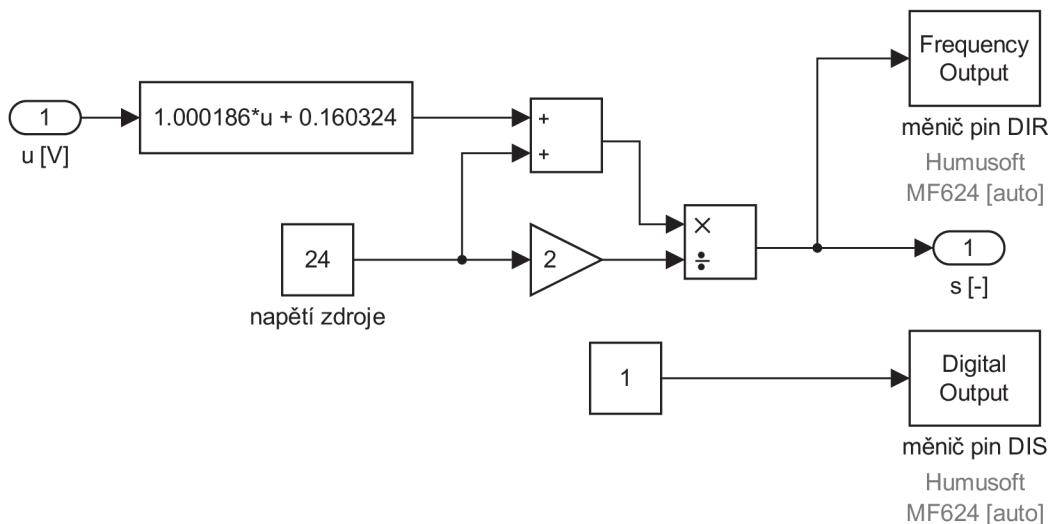 Frequency
Output
měnič pin DIR
Humusoft
MF624 [auto]
1
u [V]
1.000186*u + 0.160324
+
+
24
napětí zdroje
2
×
÷
1
s [-]
1
Digital
Output
měnič pin DIS
Humusoft
MF624 [auto]